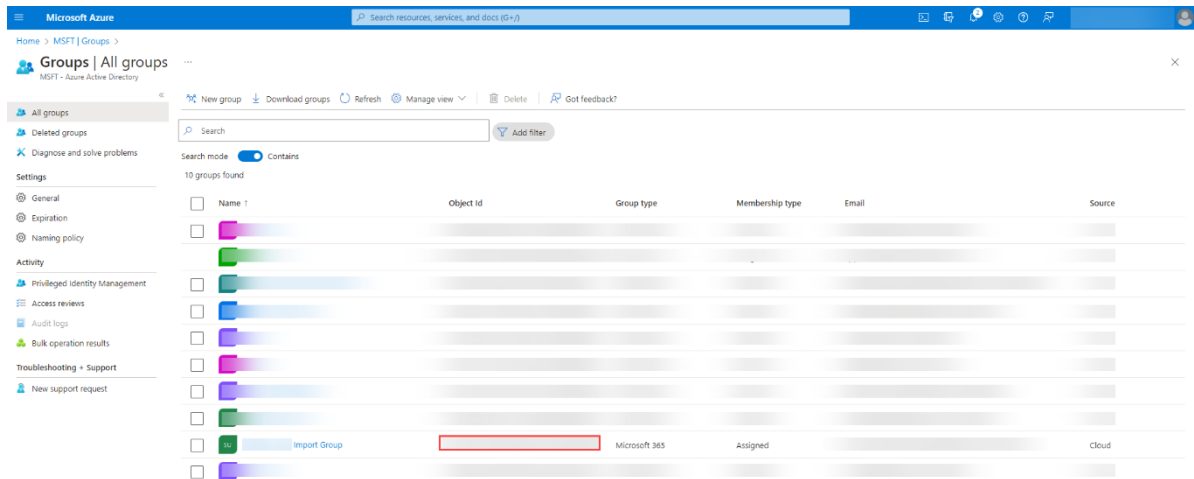 Microsoft Azure
Search resources, services, and docs (G+/)
2
Home > MSFT | Groups >
Groups | All groups ...
MSFT - Azure Active Directory
«
New group Download groups Refresh Manage view Delete Got feedback?
All groups
Deleted groups
Diagnose and solve problems
Settings
General
Expiration
Naming policy
Activity
Privileged Identity Management
Access reviews
Audit logs
Bulk operation results
Troubleshooting + Support
New support request
Search
Add filter
Search mode Contains
10 groups found
Name ↑ Object Id Group type Membership type Email Source
SU Import Group Microsoft 365 Assigned Cloud